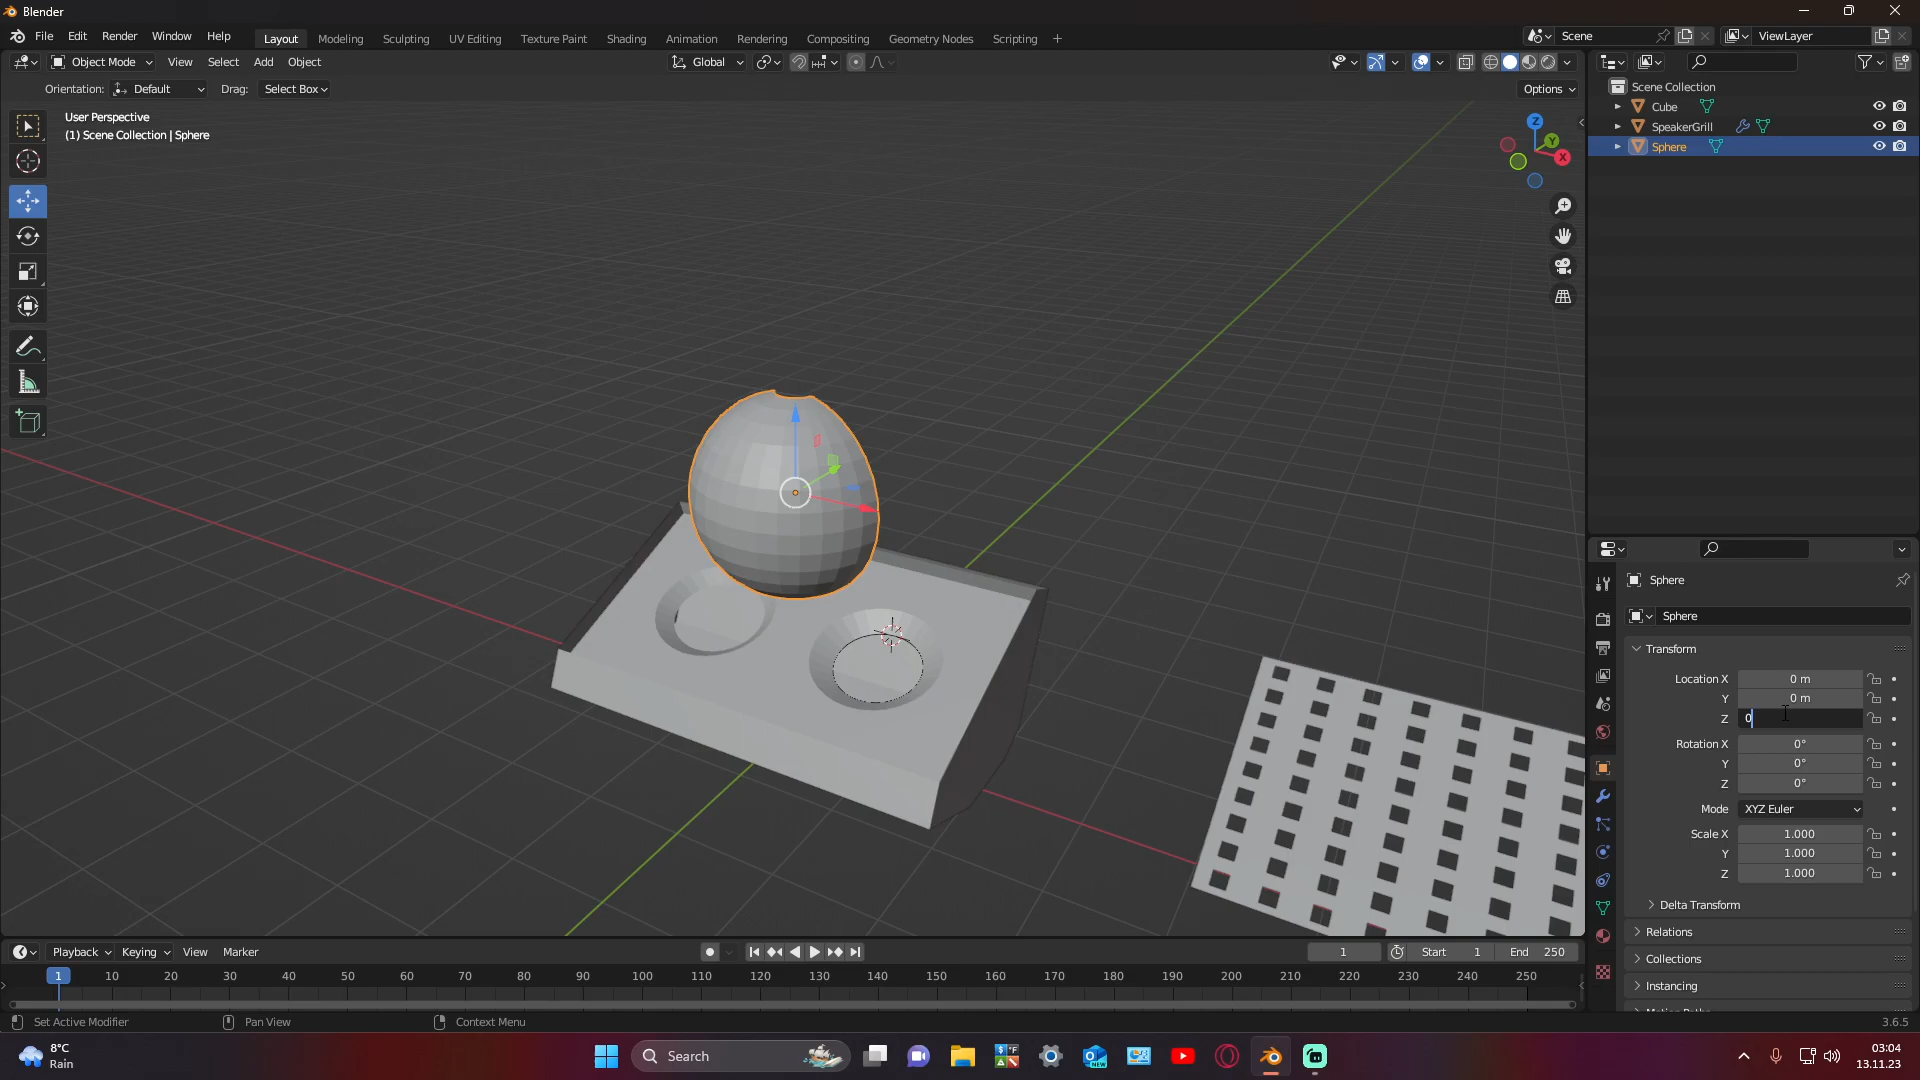 Blender
File Edit Render Window Help Layout Modeling Sculpting UV Editing Texture Paint Shading Animation Rendering Compositing Geometry Nodes Scripting + Scene ViewLayer
Object Mode View Select Add Object Global
Orientation: Default Drag: Select Box Options
User Perspective
(1) Scene Collection | Sphere
Z
Y
X
Scene Collection
Cube
SpeakerGrill
Sphere
Sphere
Sphere
Transform
Location X 0 m
Y 0 m
Z 0
Rotation X 0°
Y 0°
Z 0°
Mode XYZ Euler
Scale X 1.000
Y 1.000
Z 1.000
Delta Transform
Relations
Collections
Instancing
Playback Keying View Marker 1 Start 1 End 250
1 10 20 30 40 50 60 70 80 90 100 110 120 130 140 150 160 170 180 190 200 210 220 230 240 250
Set Active Modifier Pan View Context Menu 3.6.5
8°C
Rain
Search
03:04
13.11.23